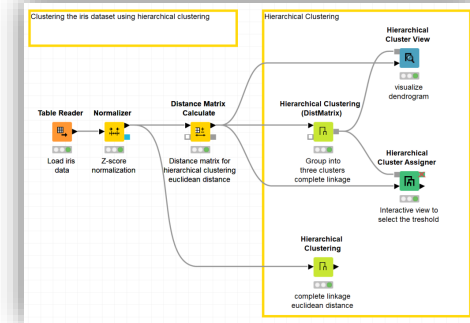 Clustering the iris dataset using hierarchical clustering
Hierarchical Clustering
Hierarchical
Cluster View
visualize
dendrogram
Table Reader
Load iris
data
Normalizer
Z-score
normalization
Distance Matrix
Calculate
Distance matrix for
hierarchical clustering
euclidean distance
Hierarchical Clustering
(DistMatrix)
Group into
three clusters
complete linkage
Hierarchical
Cluster Assigner
Interactive view to
select the treshold
Hierarchical
Clustering
complete linkage
euclidean distance